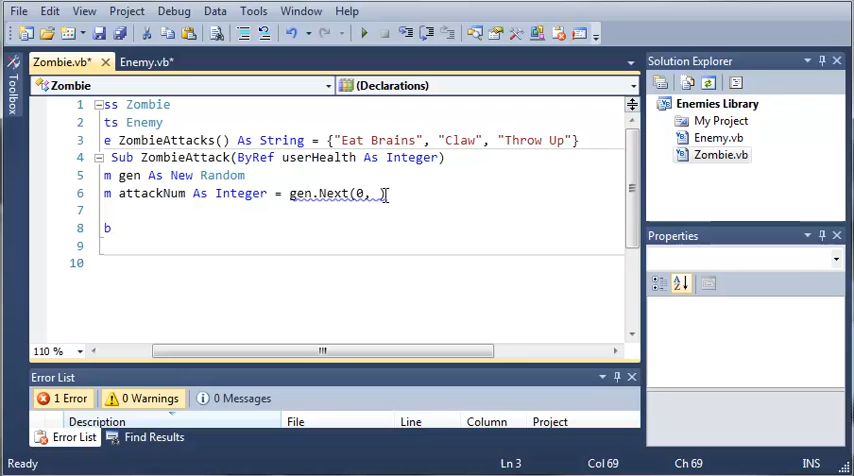 File Edit View Project Debug Data Tools Window Help
Zombie.vb* Enemy.vb*
Solution Explorer
Toolbox
Zombie (Declarations)
Enemies Library
My Project
Enemy.vb
Zombie.vb
1 ss Zombie
2 ts Enemy
3 e ZombieAttacks() As String = {"Eat Brains", "Claw", "Throw Up"}
4 Sub ZombieAttack(ByRef userHealth As Integer)
5 m gen As New Random
6 m attackNum As Integer = gen.Next(0, )
7
8 b
9
10
Properties
110 %
Error List
1 Error 0 Warnings 0 Messages
Description File Line Column Project
Error List Find Results
Ready Ln 3 Col 69 Ch 69 INS